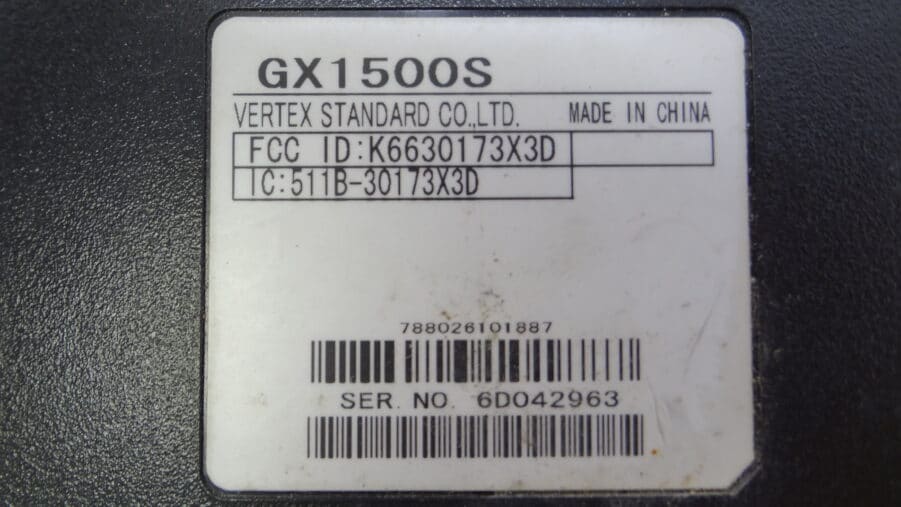 GX1500S
VERTEX STANDARD CO.,LTD. MADE IN CHINA
FCC ID:K6630173X3D
IC:511B-30173X3D
788026101887
SER. NO. 6D042963